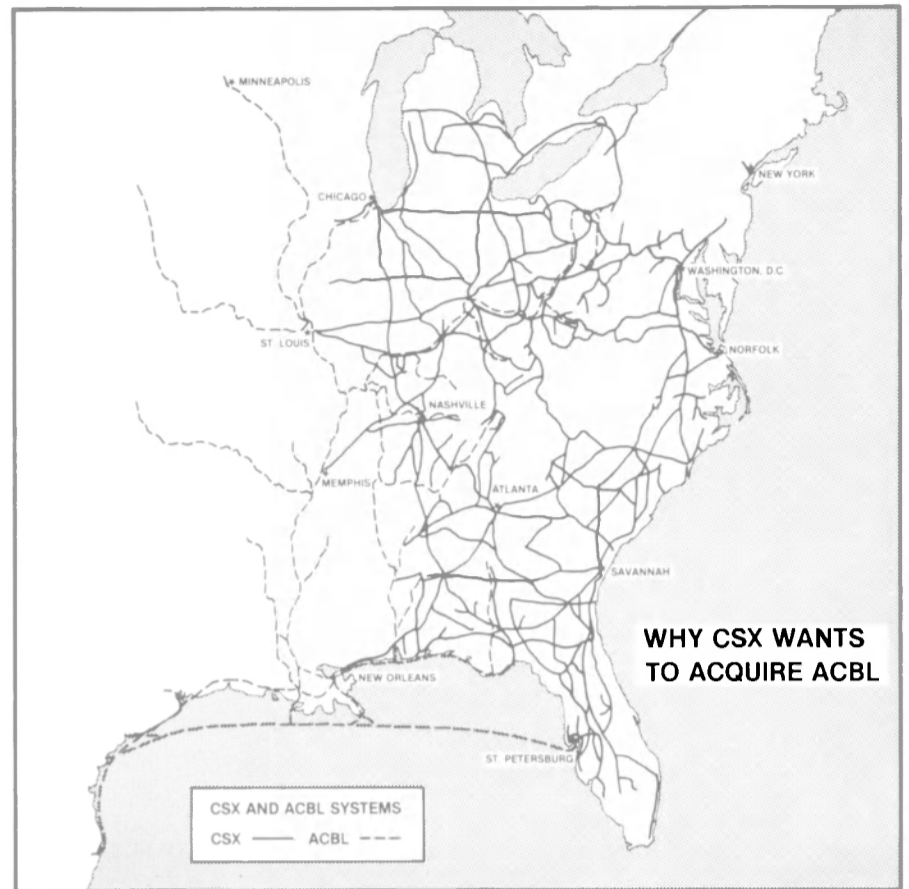 MINNEAPOLIS
NEW YORK
CHICAGO
WASHINGTON, D.C.
ST. LOUIS
NORFOLK
NASHVILLE
MEMPHIS
ATLANTA
SAVANNAH
WHY CSX WANTS
TO ACQUIRE ACBL
NEW ORLEANS
ST. PETERSBURG
CSX AND ACBL SYSTEMS
CSX —— ACBL ----